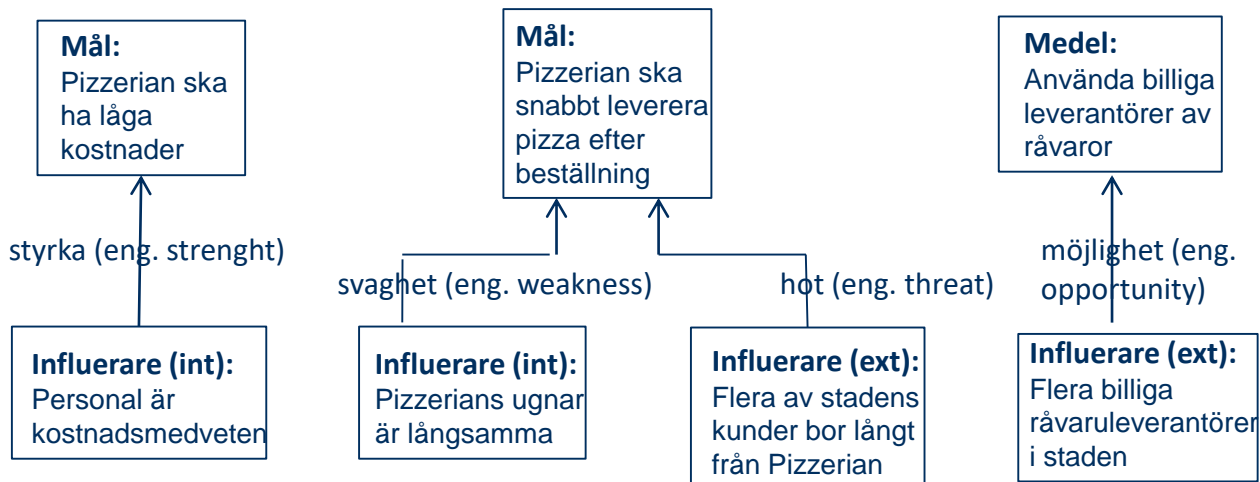 Mål:
Pizzerian ska
ha låga
kostnader
Mål:
Pizzerian ska
snabbt leverera
pizza efter
beställning
Medel:
Använda billiga
leverantörer av
råvaror
styrka (eng. strenght)
svaghet (eng. weakness)
hot (eng. threat)
möjlighet (eng.
opportunity)
Influerare (int):
Personal är
kostnadsmedveten
Influerare (int):
Pizzerians ugnar
är långsamma
Influerare (ext):
Flera av stadens
kunder bor långt
från Pizzerian
Influerare (ext):
Flera billiga
råvaruleverantörer
i staden